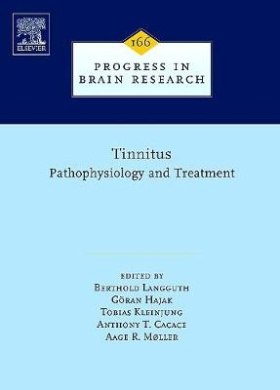 ELSEVIER
166
PROGRESS IN
BRAIN RESEARCH
Tinnitus
Pathophysiology and Treatment
EDITED BY
BERTHOLD LANGGUTH
GÖRAN HAJAK
TOBIAS KLEINJUNG
ANTHONY T. CACACE
AAGE R. MØLLER